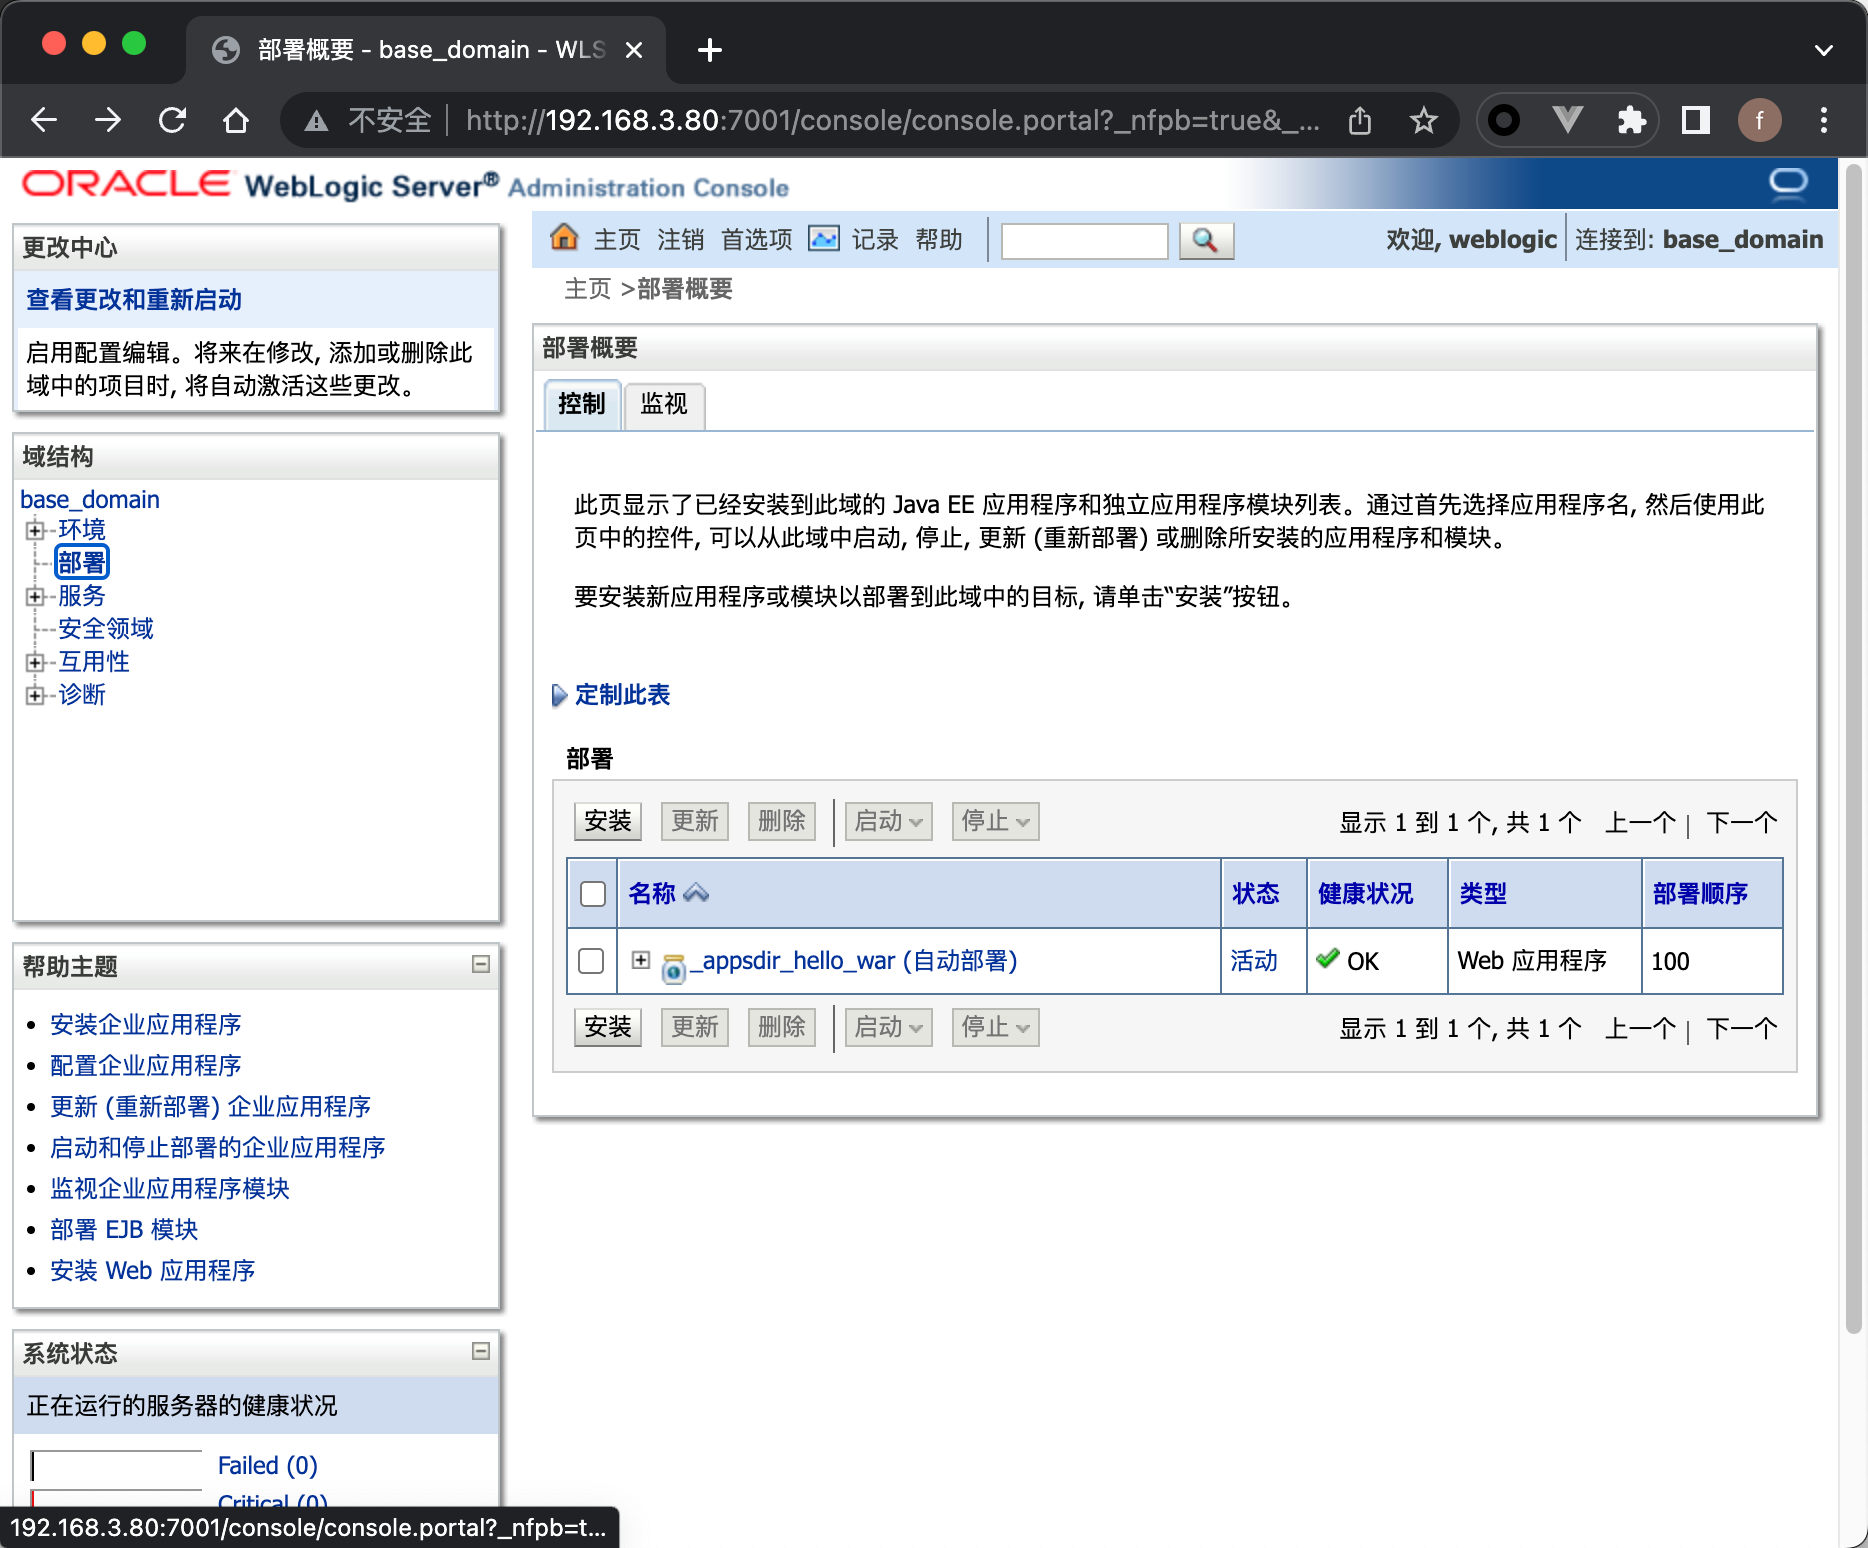 部署概要 - base_domain - WLS
不安全 http://192.168.3.80:7001/console/console.portal?_nfpb=true&_...
f
ORACLE WebLogic Server® Administration Console
更改中心
查看更改和重新启动
启用配置编辑。将来在修改, 添加或删除此
域中的项目时, 将自动激活这些更改。
域结构
base_domain
环境
部署
服务
安全领域
互用性
诊断
帮助主题
安装企业应用程序
配置企业应用程序
更新 (重新部署) 企业应用程序
启动和停止部署的企业应用程序
监视企业应用程序模块
部署 EJB 模块
安装 Web 应用程序
系统状态
正在运行的服务器的健康状况
Failed (0)
Critical (0)
主页 注销 首选项 记录 帮助
欢迎, weblogic 连接到: base_domain
主页 >部署概要
部署概要
控制 监视
此页显示了已经安装到此域的 Java EE 应用程序和独立应用程序模块列表。通过首先选择应用程序名, 然后使用此
页中的控件, 可以从此域中启动, 停止, 更新 (重新部署) 或删除所安装的应用程序和模块。
要安装新应用程序或模块以部署到此域中的目标, 请单击“安装”按钮。
定制此表
部署
安装 更新 删除 启动 停止 显示 1 到 1 个, 共 1 个 上一个 | 下一个
名称 状态 健康状况 类型 部署顺序
_appsdir_hello_war (自动部署) 活动 OK Web 应用程序 100
安装 更新 删除 启动 停止 显示 1 到 1 个, 共 1 个 上一个 | 下一个
192.168.3.80:7001/console/console.portal?_nfpb=t...